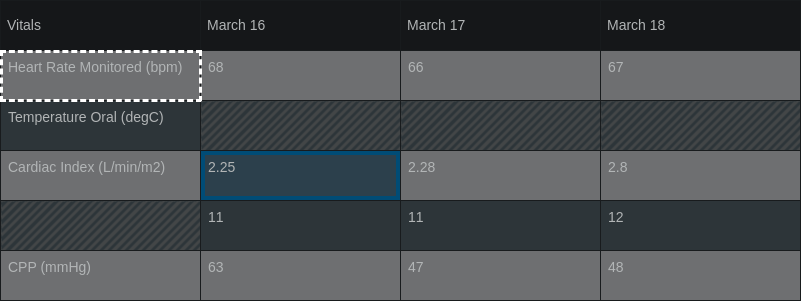 Vitals March 16 March 17 March 18
Heart Rate Monitored (bpm) 68 66 67
Temperature Oral (degC)
Cardiac Index (L/min/m2) 2.25 2.28 2.8
11 11 12
CPP (mmHg) 63 47 48